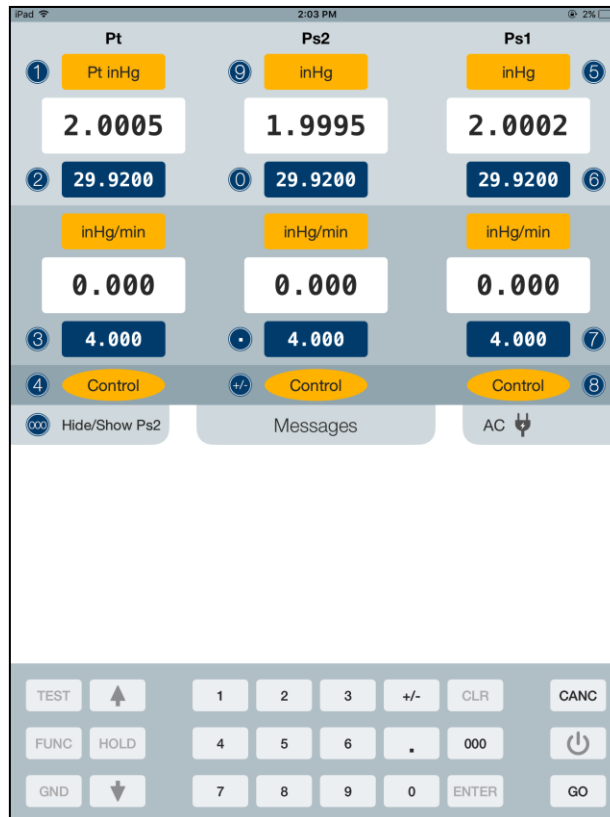 iPad 2:03 PM 2%
Pt Ps2 Ps1
1 Pt inHg 9 inHg inHg 5
2.0005 1.9995 2.0002
2 29.9200 0 29.9200 29.9200 6
inHg/min inHg/min inHg/min
0.000 0.000 0.000
3 4.000 . 4.000 4.000 7
4 Control +/- Control Control 8
000 Hide/Show Ps2 Messages AC
TEST 1 2 3 +/- CLR CANC
FUNC HOLD 4 5 6 . 000
GND 7 8 9 0 ENTER GO